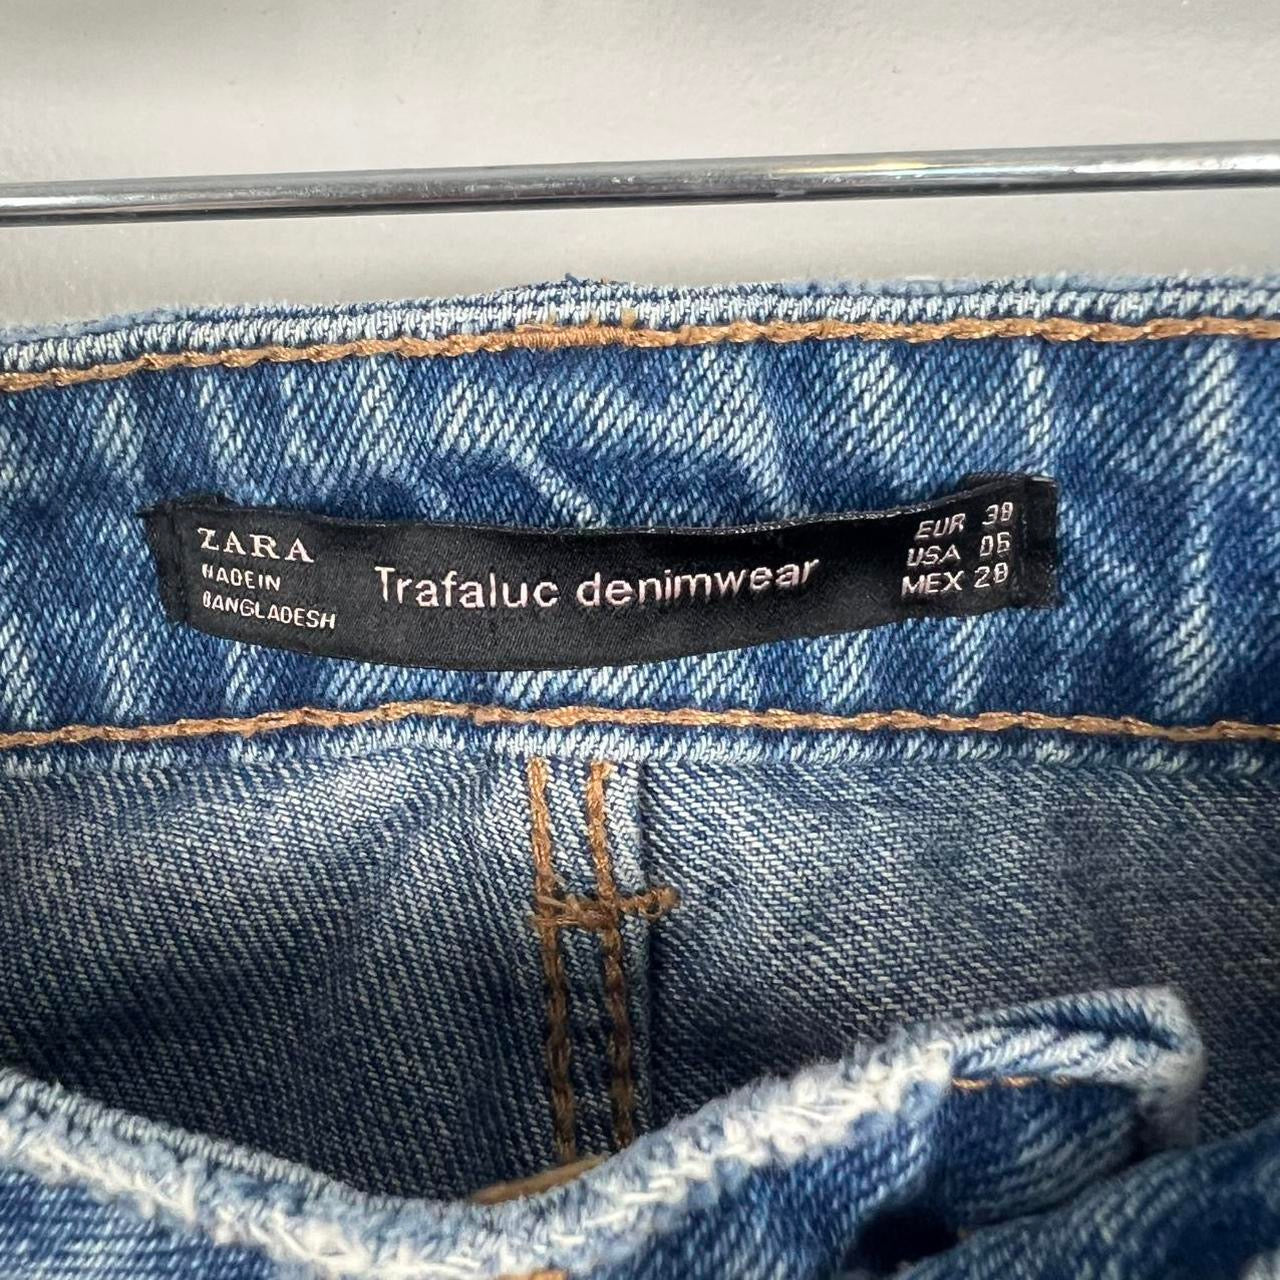 ZARA
MADE IN
BANGLADESH
Trafaluc denimwear
EUR 38
USA 06
MEX 28